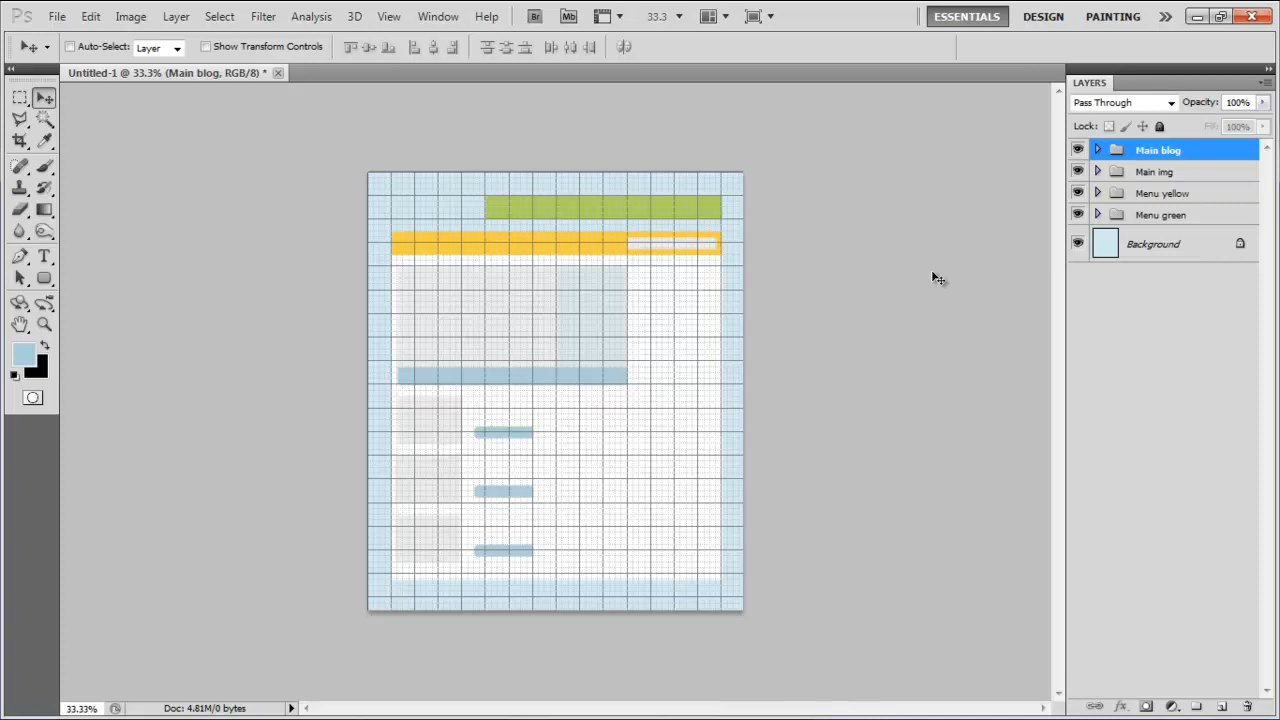 Ps File Edit Image Layer Select Filter Analysis 3D View Window Help Br Mb 33.3 ESSENTIALS DESIGN PAINTING
Auto-Select: Layer Show Transform Controls
Untitled-1 @ 33.3% (Main blog, RGB/8) *
LAYERS
Pass Through Opacity: 100%
Lock: Fill: 100%
Main blog
Main img
Menu yellow
Menu green
Background
T
33.33% Doc: 4.81M/0 bytes
fx